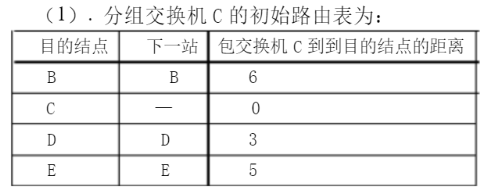 （1）. 分组交换机 C 的初始路由表为:
目的结点 下一站 包交换机 C 到到目的结点的距离
B B 6
C — 0
D D 3
E E 5